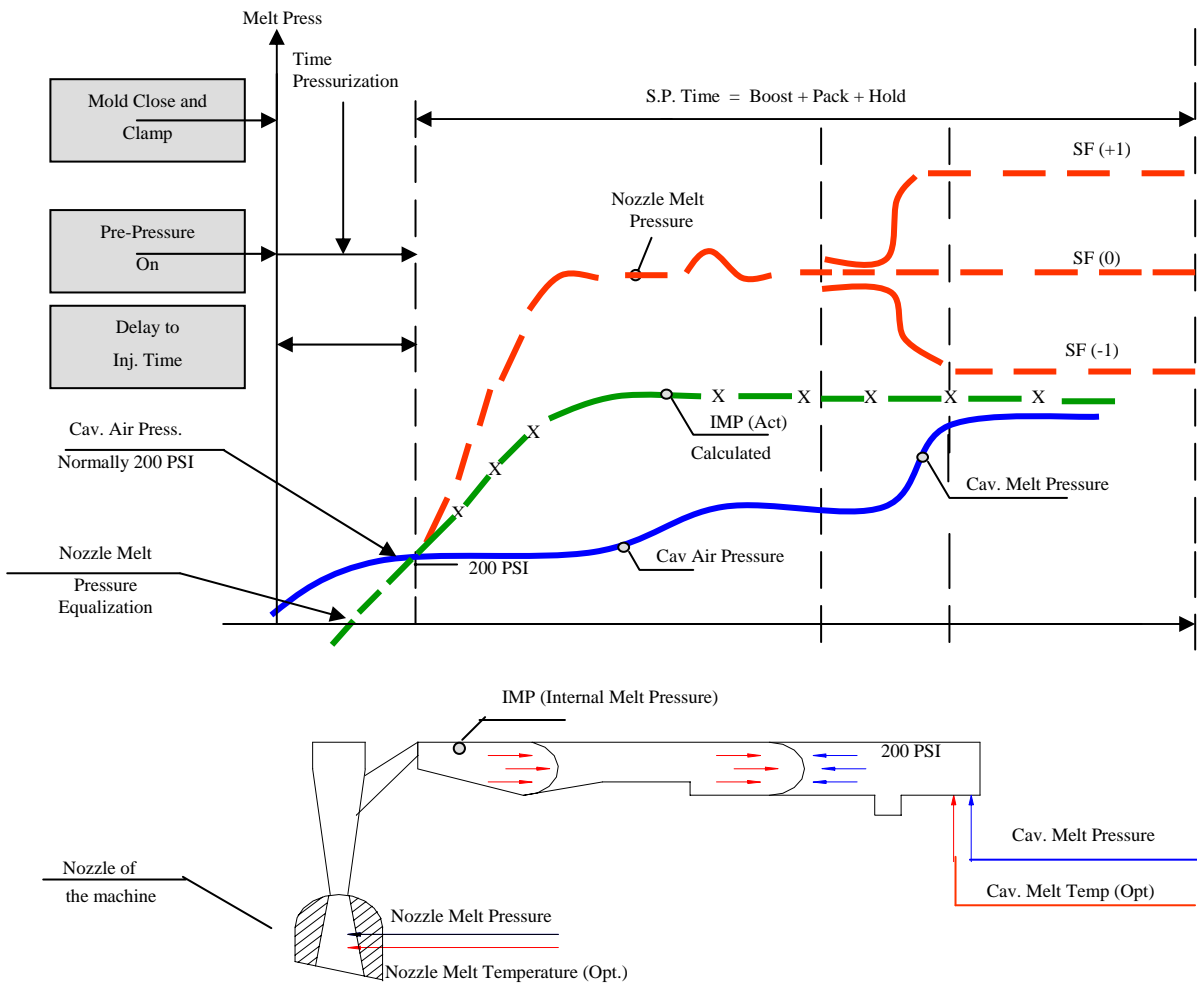 Melt Press
Time
Pressurization
Mold Close and
Clamp
S.P. Time = Boost + Pack + Hold
SF (+1)
Nozzle Melt
Pressure
Pre-Pressure
On
SF (0)
Delay to
Inj. Time
SF (-1)
X X X X X
IMP (Act)
Calculated
Cav. Air Press.
Normally 200 PSI
X
X
X
Cav. Melt Pressure
Nozzle Melt
Pressure
Equalization
200 PSI
Cav Air Pressure
IMP (Internal Melt Pressure)
200 PSI
Cav. Melt Pressure
Cav. Melt Temp (Opt)
Nozzle of
the machine
Nozzle Melt Pressure
Nozzle Melt Temperature (Opt.)